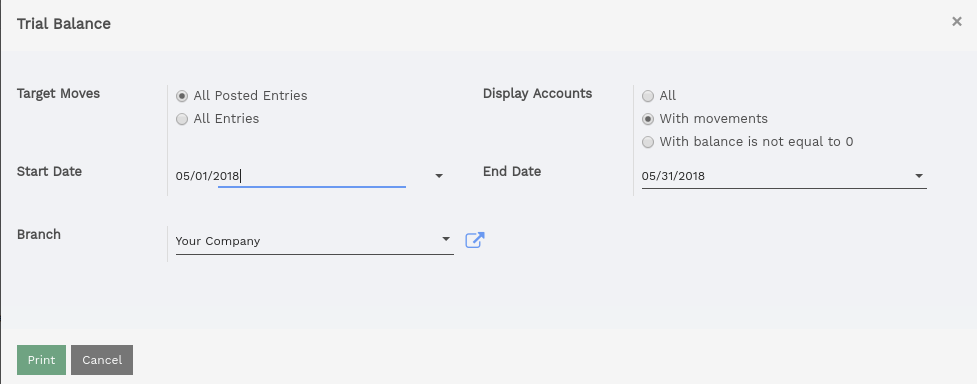 Trial Balance
×
Target Moves
All Posted Entries
All Entries
Display Accounts
All
With movements
With balance is not equal to 0
Start Date
05/01/2018
End Date
05/31/2018
Branch
Your Company
Print
Cancel